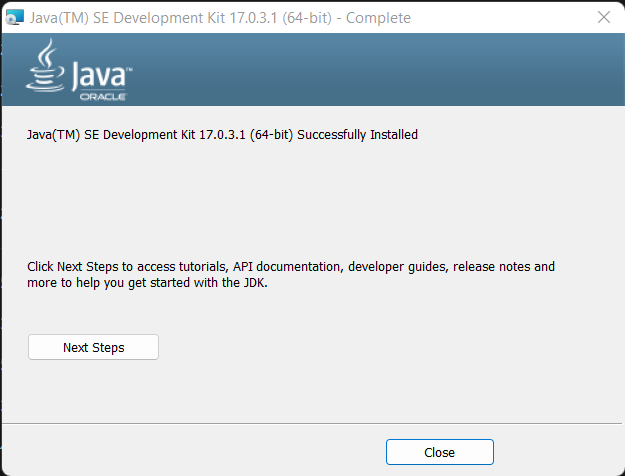 Java(TM) SE Development Kit 17.0.3.1 (64-bit) - Complete
Java™
ORACLE
Java(TM) SE Development Kit 17.0.3.1 (64-bit) Successfully Installed
Click Next Steps to access tutorials, API documentation, developer guides, release notes and
more to help you get started with the JDK.
Next Steps
Close